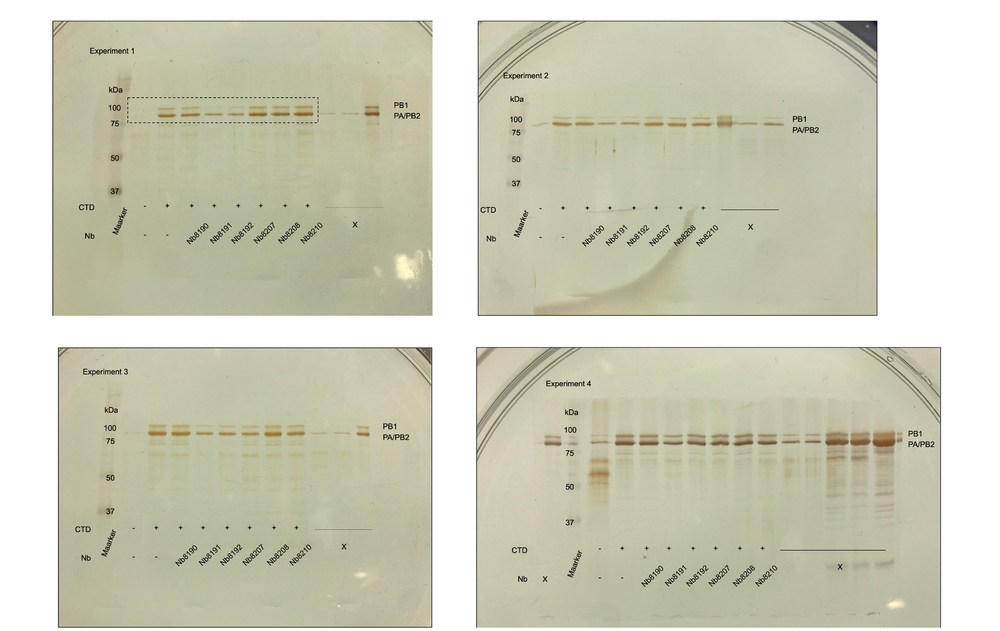 Experiment 1
kDa
100
75
50
37
PB1
PA/PB2
CTD - + + + + + + +
Maarker
Nb - - Nb8190 Nb8191 Nb8192 Nb8207 Nb8208 Nb8210 X
Experiment 2
kDa
100
75
50
37
PB1
PA/PB2
CTD - + + + + + + +
Maarker
Nb - - Nb8190 Nb8191 Nb8192 Nb8207 Nb8208 Nb8210 X
Experiment 3
kDa
100
75
50
37
PB1
PA/PB2
CTD - + + + + + + +
Maarker
Nb - - Nb8190 Nb8191 Nb8192 Nb8207 Nb8208 Nb8210 X
Experiment 4
kDa
100
75
50
37
PB1
PA/PB2
CTD - + + + + + + +
Nb X Maarker - - Nb8190 Nb8191 Nb8192 Nb8207 Nb8208 Nb8210 X